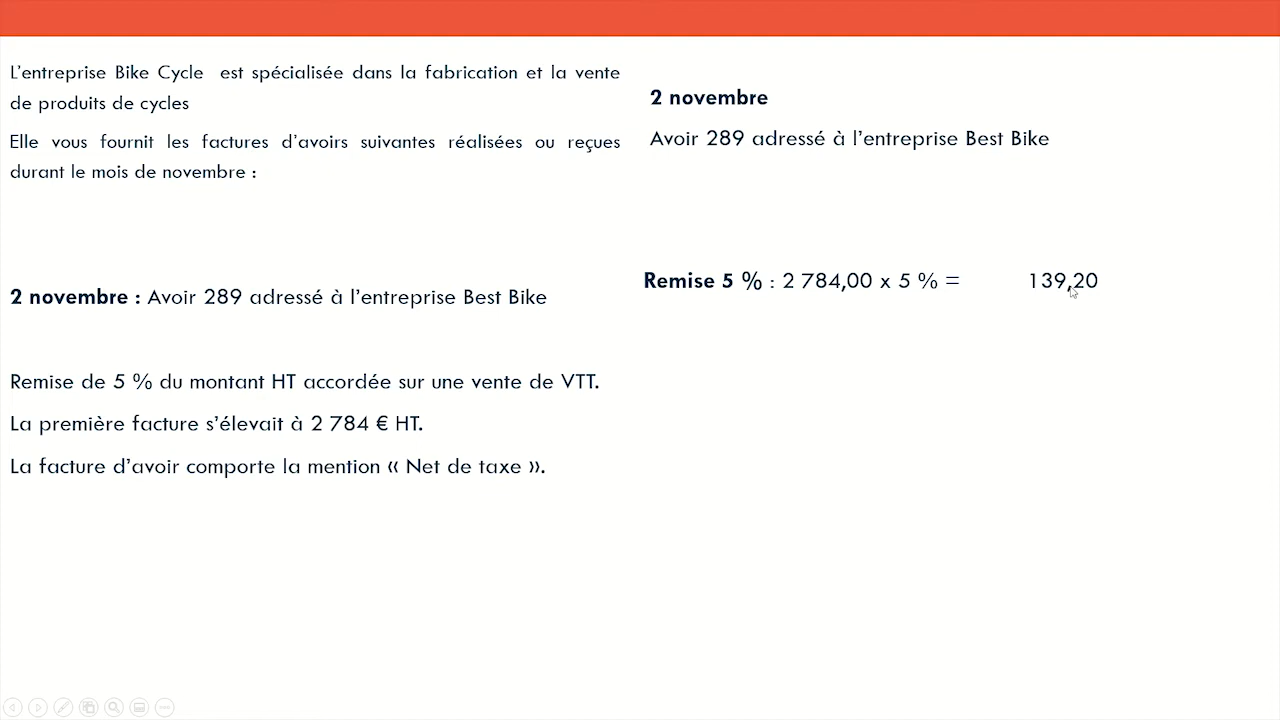 L'entreprise Bike Cycle est spécialisée dans la fabrication et la vente
de produits de cycles
Elle vous fournit les factures d'avoirs suivantes réalisées ou reçues
durant le mois de novembre :
2 novembre : Avoir 289 adressé à l'entreprise Best Bike
Remise de 5 % du montant HT accordée sur une vente de VTT.
La première facture s'élevait à 2 784 € HT.
La facture d'avoir comporte la mention « Net de taxe ».
2 novembre
Avoir 289 adressé à l'entreprise Best Bike
Remise 5 % : 2 784,00 x 5 % = 139,20